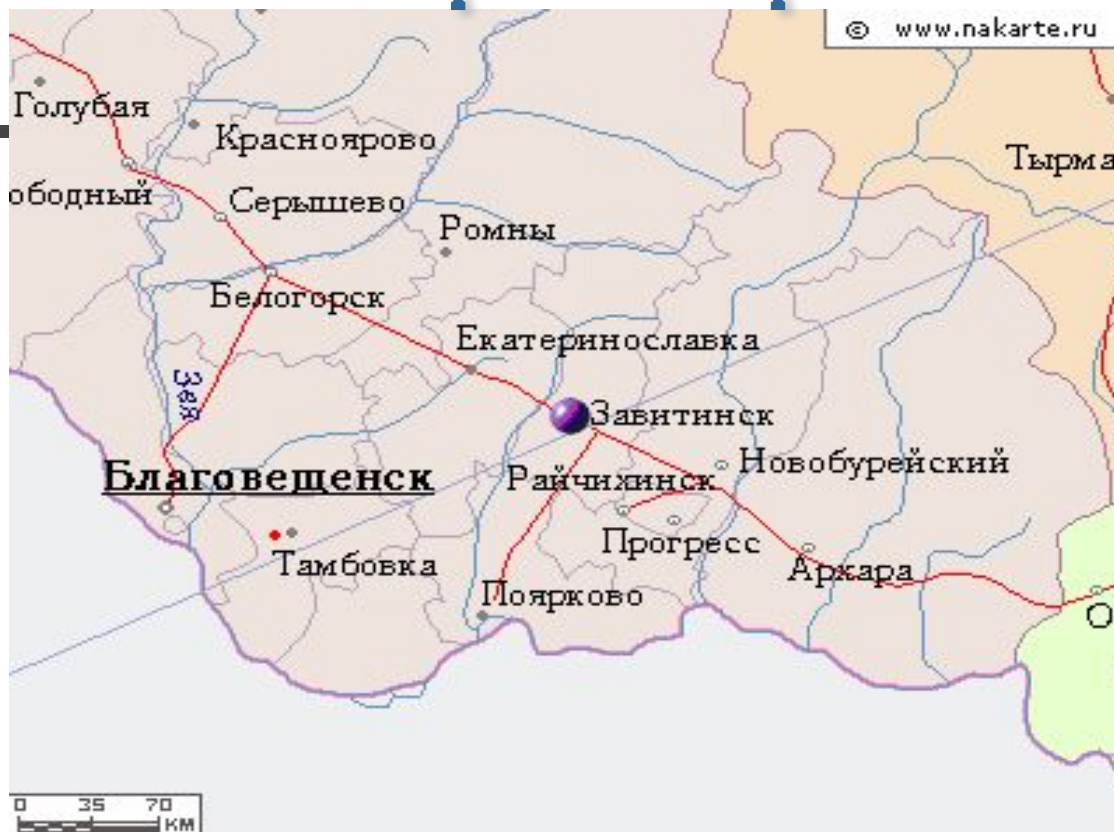 © www.nakarte.ru
Голубая
Красноярово
Тырма
ободный
Серышево
Ромны
Белогорск
Екатеринославка
Зея
Завитинск
Благовещенск
Райчихинск
Новобурейский
Прогресс
Тамбовка
Архара
Поярково
О
0 35 70
КМ